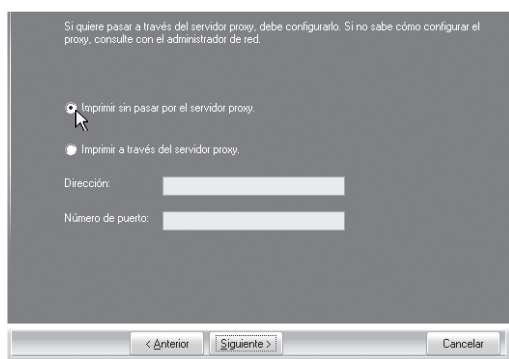 Si quiere pasar a través del servidor proxy, debe configurarlo. Si no sabe cómo configurar el
proxy, consulte con el administrador de red.
Imprimir sin pasar por el servidor proxy.
Imprimir a través del servidor proxy.
Dirección:
Número de puerto:
< Anterior Siguiente > Cancelar